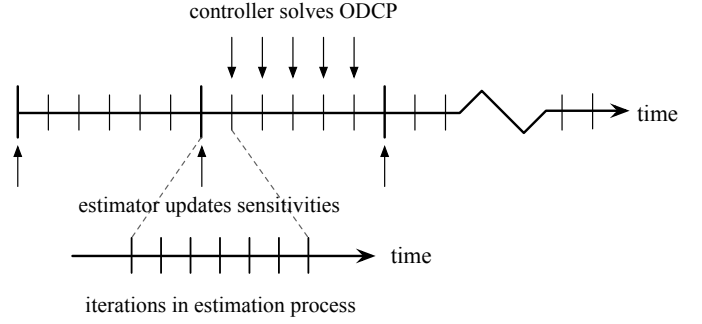 controller solves ODCP
time
estimator updates sensitivities
time
iterations in estimation process